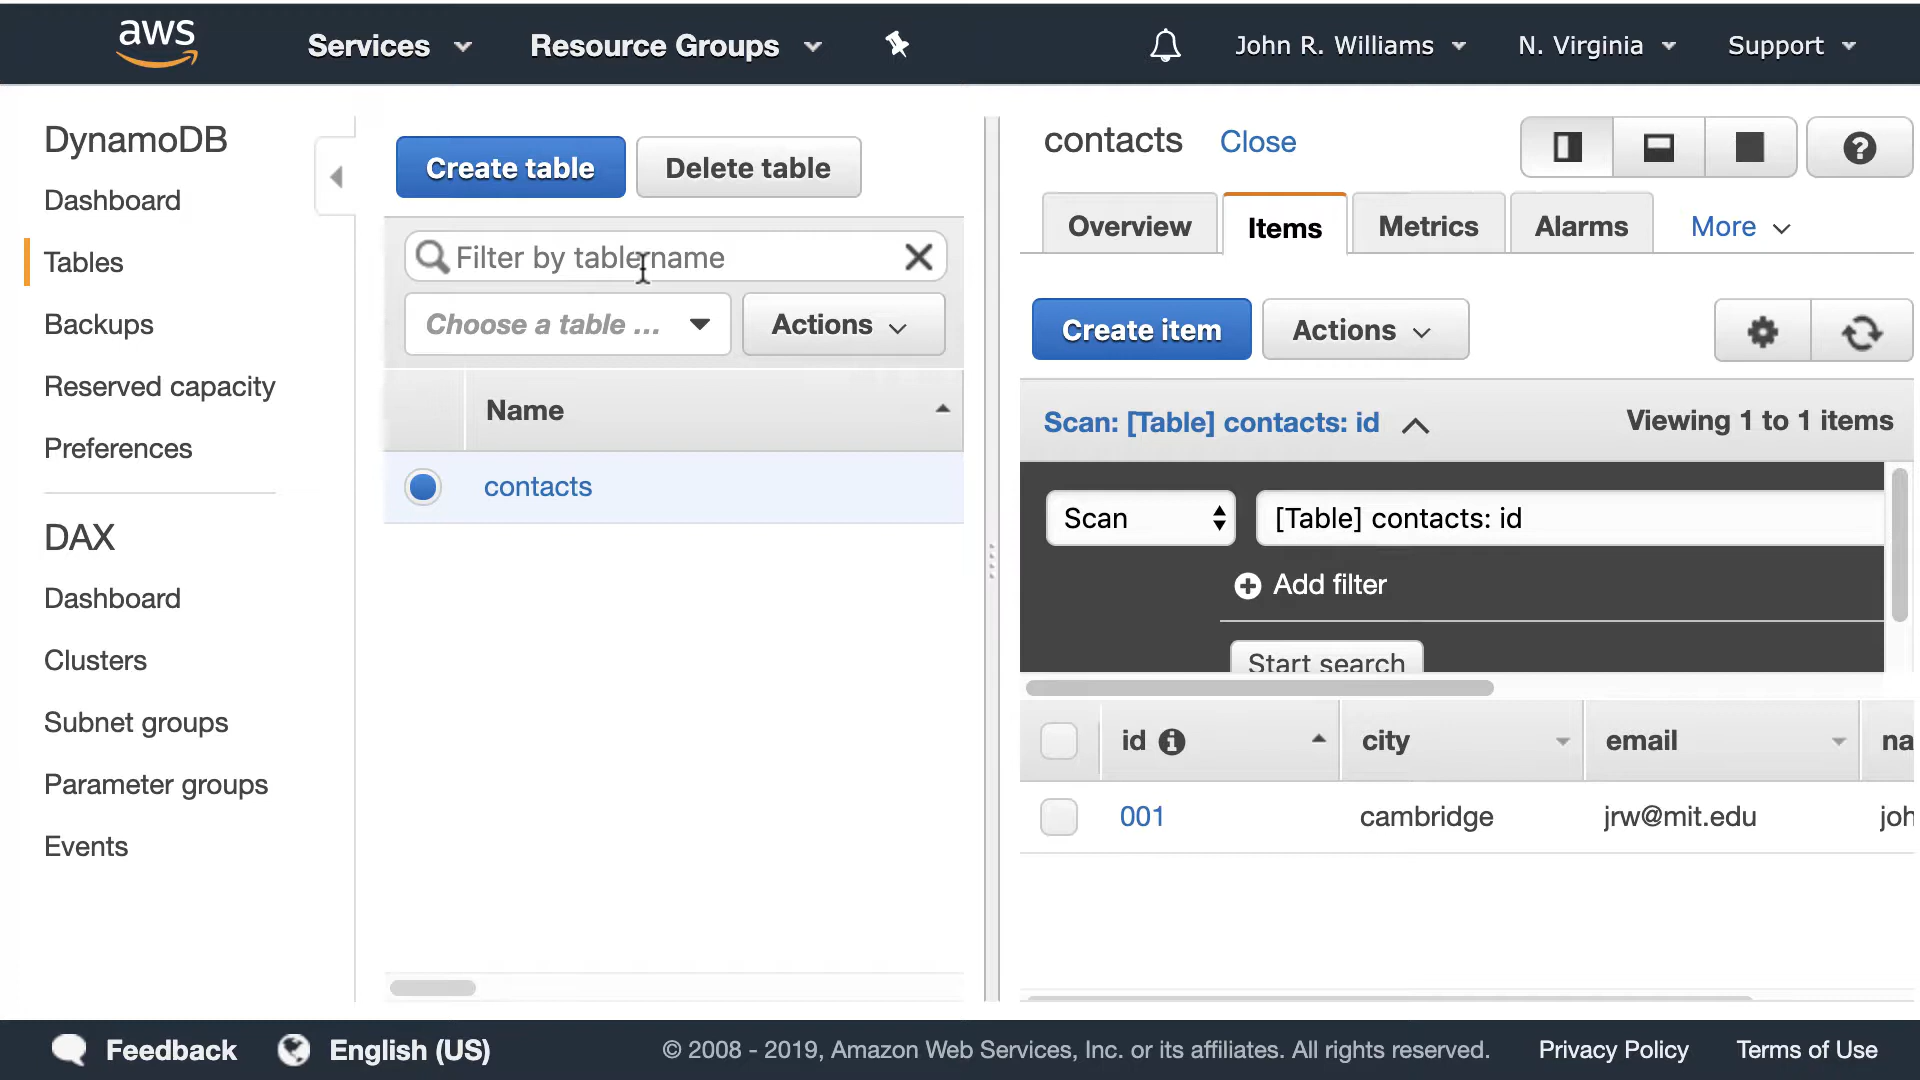 aws
Services
Resource Groups
John R. Williams
N. Virginia
Support
DynamoDB
Dashboard
Tables
Backups
Reserved capacity
Preferences
DAX
Dashboard
Clusters
Subnet groups
Parameter groups
Events
Create table
Delete table
Filter by table name
Choose a table ...
Actions
Name
contacts
contacts
Close
Overview
Items
Metrics
Alarms
More
Create item
Actions
Scan: [Table] contacts: id
Viewing 1 to 1 items
Scan
[Table] contacts: id
Add filter
Start search
id
city
email
na
001
cambridge
jrw@mit.edu
joh
Feedback
English (US)
© 2008 - 2019, Amazon Web Services, Inc. or its affiliates. All rights reserved.
Privacy Policy
Terms of Use